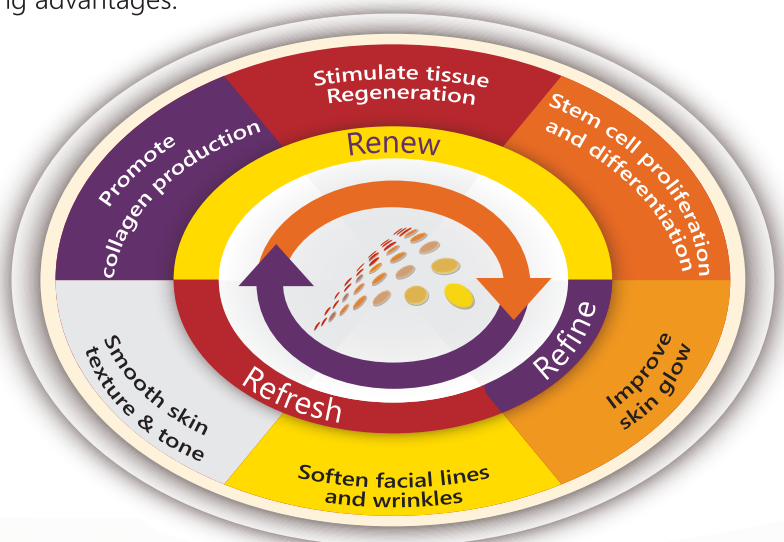 advantages.
Stimulate tissue
Regeneration
Stem cell proliferation
and differentiation
Improve
skin glow
Soften facial lines
and wrinkles
Smooth skin
texture & tone
Promote
collagen production
Renew
Refine
Refresh